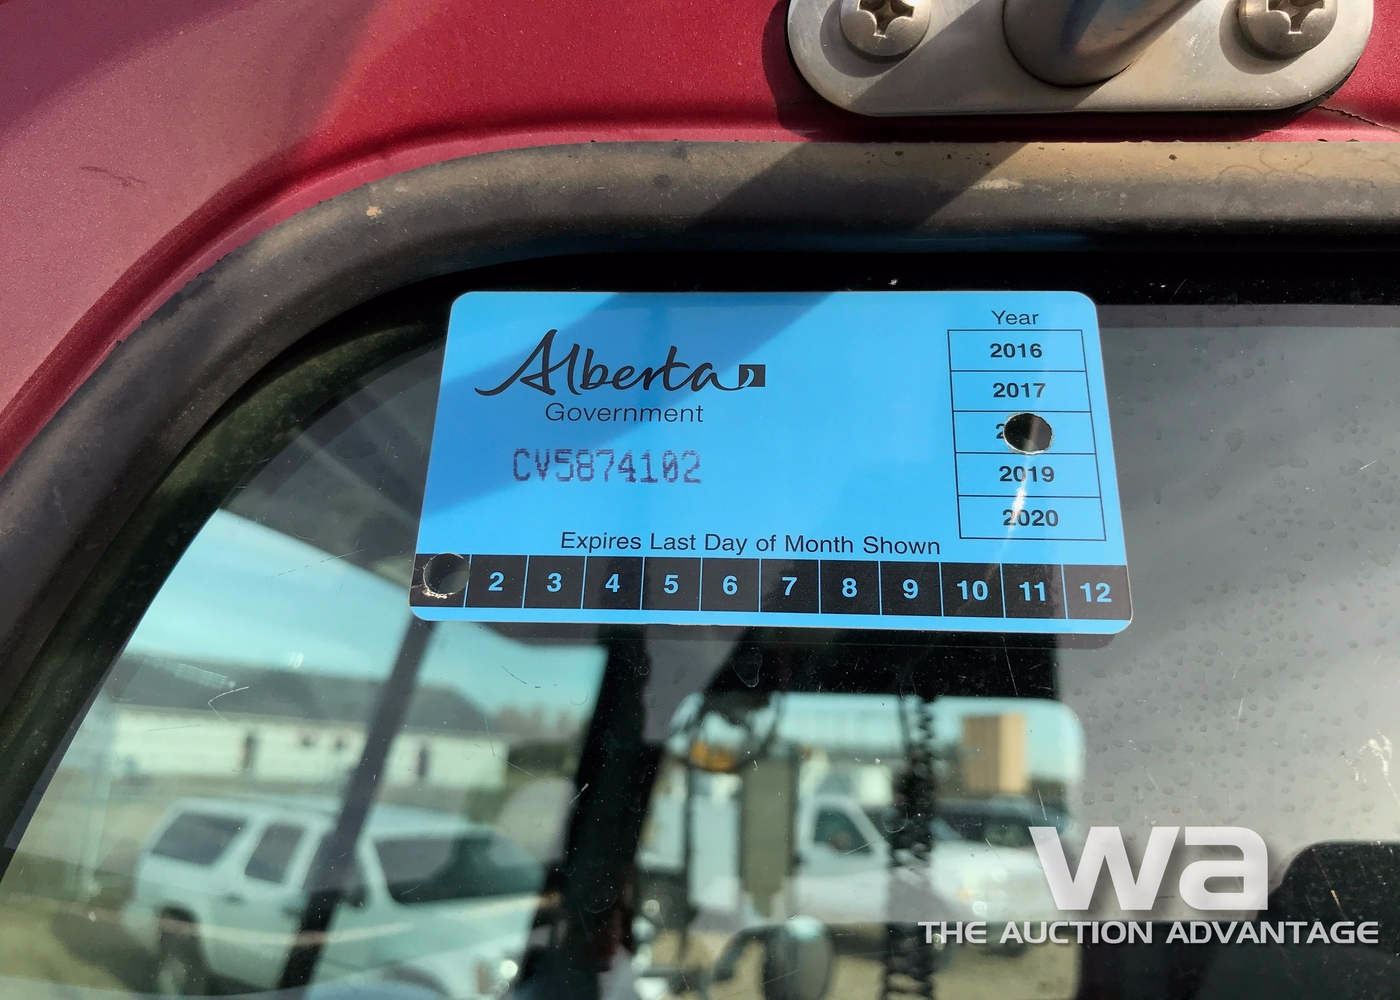 Alberta
Government
CV5874102
Year
2016
2017
2019
2020
Expires Last Day of Month Shown
2 3 4 5 6 7 8 9 10 11 12
wa
THE AUCTION ADVANTAGE